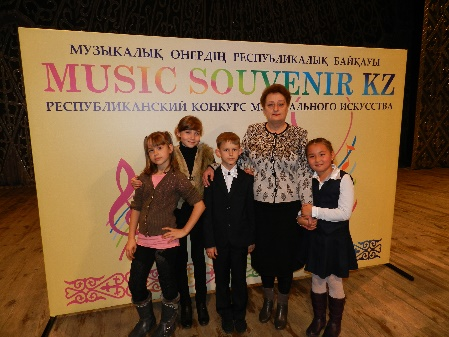 МУЗЫКАЛЫҚ ӨНЕРДІҢ РЕСПУБЛИКАЛЫҚ БАЙҚАУЫ
MUSIC SOUVENIR KZ
РЕСПУБЛИКАНСКИЙ КОНКУРС ИСКУССТВА